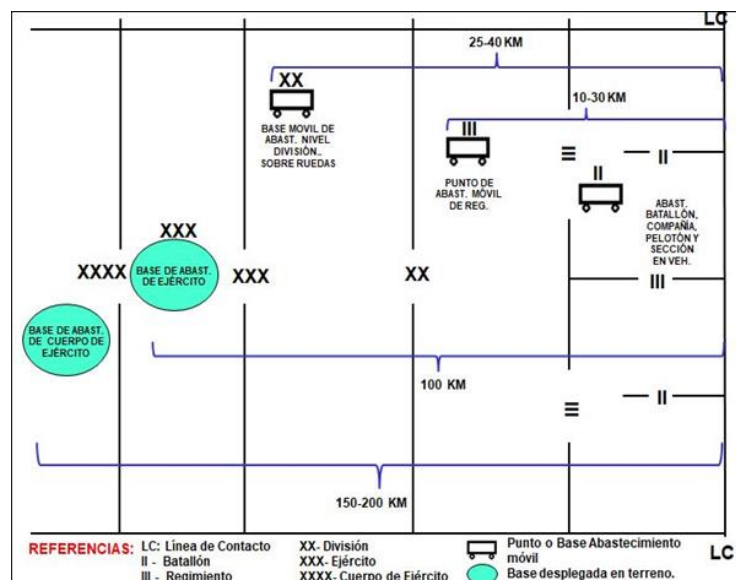 LC
25-40 KM
XX
10-30 KM
BASE MOVIL DE
ABAST. NIVEL
DIVISIÓN..
SOBRE RUEDAS
III
PUNTO DE
ABAST. MÓVIL
DE REG.
III
II
II
ABAST.
BATALLÓN,
COMPAÑÍA,
PELOTÓN Y
SECCIÓN
EN VEH.
XXX
XXXX
BASE DE ABAST.
DE EJÉRCITO
XXX
XX
III
BASE DE ABAST.
DE CUERPO DE
EJÉRCITO
100 KM
III
II
150-200 KM
LC
REFERENCIAS:
LC: Línea de Contacto
II - Batallón
III - Regimiento
XX- División
XXX- Ejército
XXXX- Cuerpo de Ejército
Punto o Base Abastecimiento
móvil
Base desplegada en terreno.